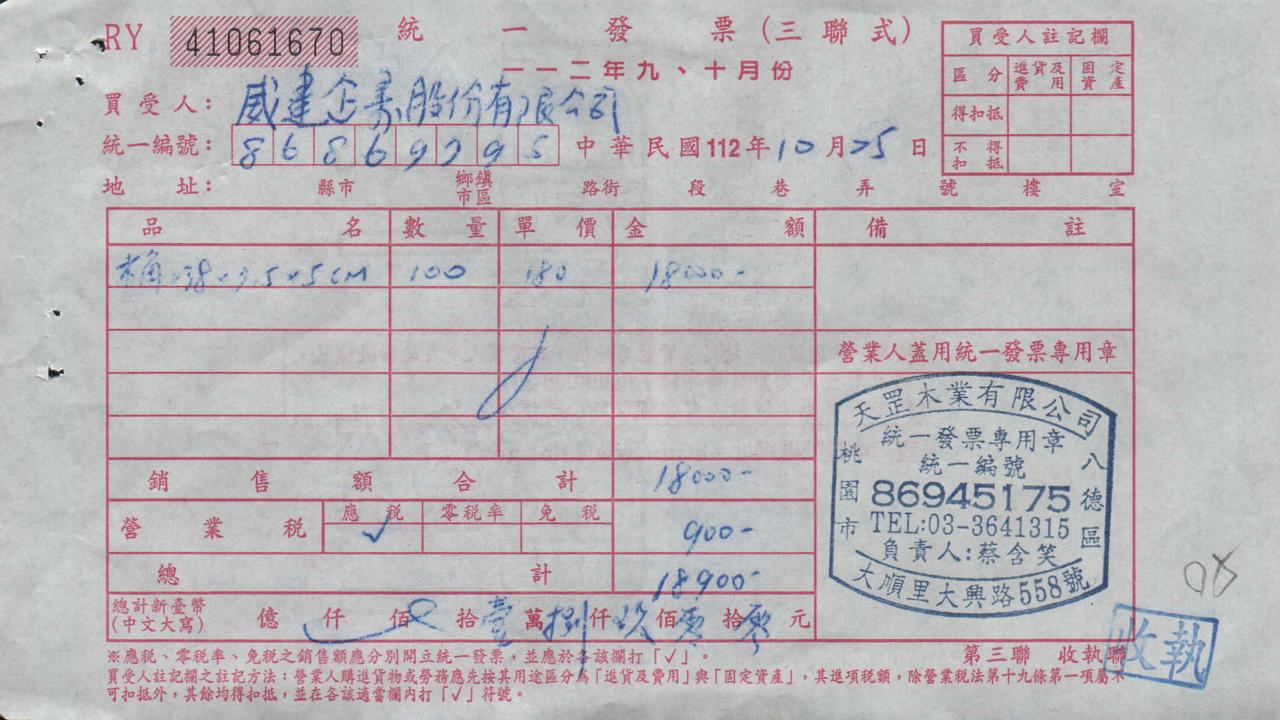 RY 41061670 統一發票(三聯式)
一一二年九、十月份
買受人註記欄
區分 進貨及費用 固定資產
得扣抵
不得扣抵
買受人: 威建企業股份有限公司
統一編號: 中華民國112年10月25日
地址: 縣市 鄉鎮市區 路街 段 巷 弄 號 樓 室
品名 數量 單價 金額 備註
100 180 18000-
營業人蓋用統一發票專用章
天罡木業有限公司
統一發票專用章
統一編號
86945175
TEL:03-3641315
負責人:蔡含笑
桃園市 八德區
大順里大興路558號
銷售額合計 18000-
營業稅 應稅 ✓ 零稅率 免稅 900-
總計 18900-
總計新臺幣(中文大寫) 億 仟 佰 拾壹萬捌仟玖佰零拾零元
※應稅、零稅率、免稅之銷售額應分別開立統一發票,並應於各該欄打「✓」。
第三聯 收執聯
收執
買受人註記欄之註記方法:營業人購進貨物或勞務應先按其用途區分為「進貨及費用」與「固定資產」,其進項稅額,除營業稅法第十九條第一項屬不
可扣抵外,其餘均得扣抵,並在各該適當欄內打「✓」符號。